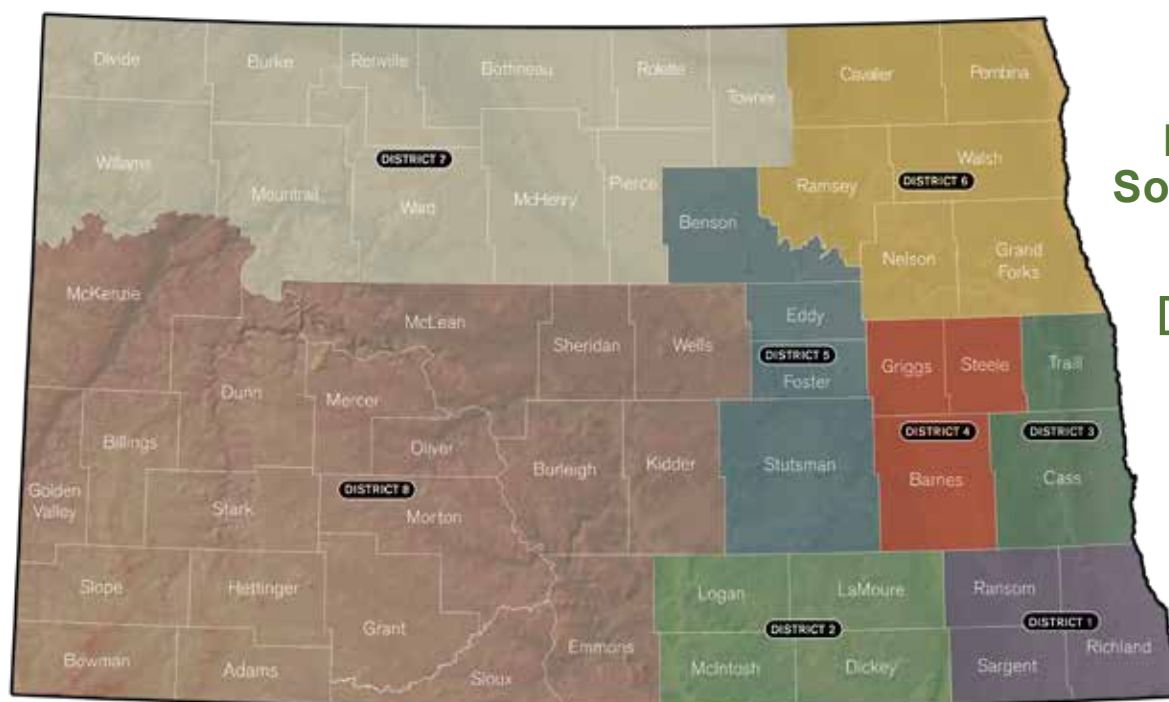 Divide
Burke
Renville
Bottineau
Rolette
Towner
Cavalier
Pembina
Williams
Mountrail
DISTRICT 7
Ward
McHenry
Pierce
Benson
Ramsey
Walsh
DISTRICT 6
Nelson
Grand
Forks
So
McKenzie
McLean
Sheridan
Wells
Eddy
DISTRICT 5
Foster
Griggs
Steele
Traill
Dunn
Mercer
Oliver
Billings
Golden
Valley
Stark
DISTRICT 8
Morton
Burleigh
Kidder
Stutsman
DISTRICT 4
Barnes
DISTRICT 3
Cass
Slope
Hettinger
Grant
Bowman
Adams
Sioux
Emmons
Logan
LaMoure
DISTRICT 2
McIntosh
Dickey
Ransom
DISTRICT 1
Sargent
Richland